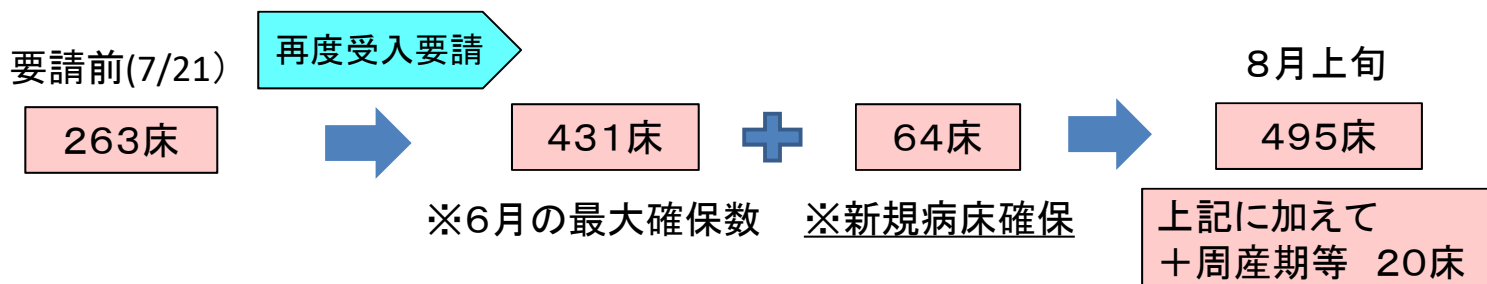 再度受入要請
要請前(7/21）
８月上旬
２６３床
４３１床
６４床
４９５床
※６月の最大確保数
※新規病床確保
上記に加えて
＋周産期等　２０床